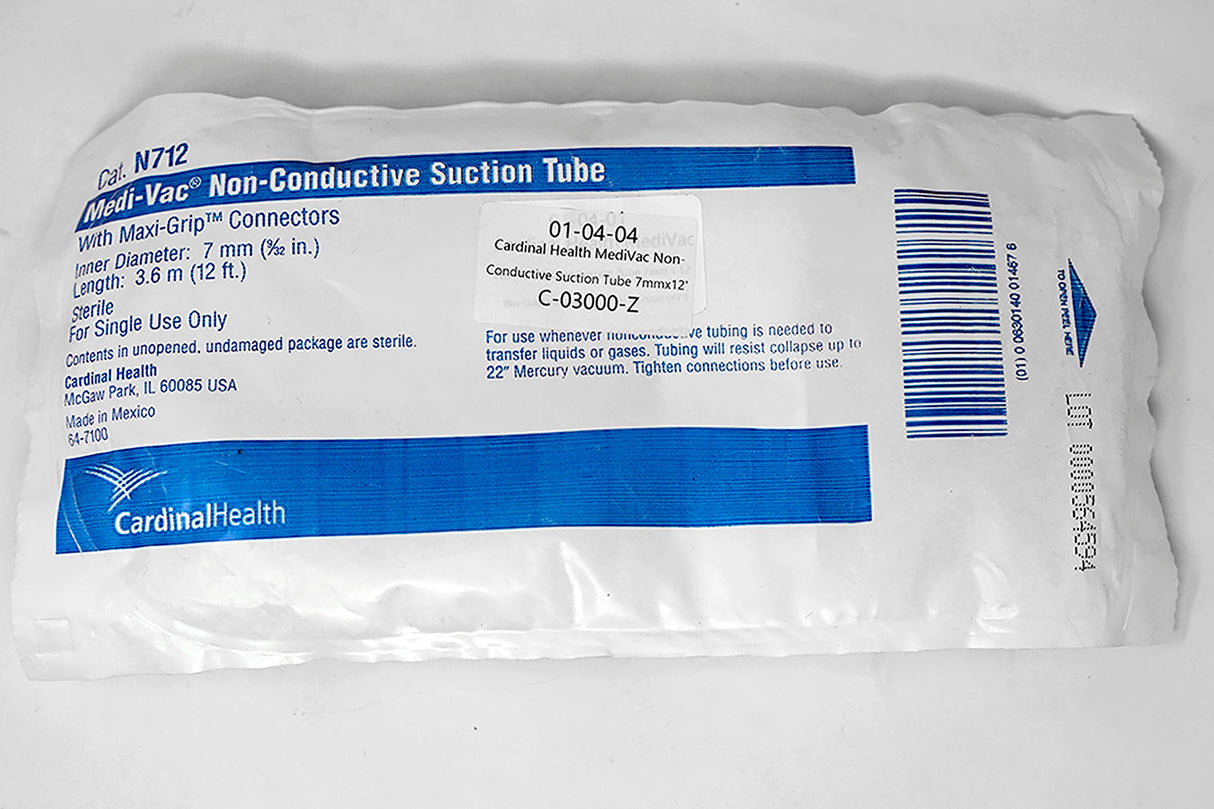 Cat. N712
Medi-Vac® Non-Conductive Suction Tube
With Maxi-Grip™ Connectors
Inner Diameter: 7 mm (9⁄32 in.)
Length: 3.6 m (12 ft.)
Sterile
For Single Use Only
Contents in unopened, undamaged package are sterile.
Cardinal Health
McGaw Park, IL 60085 USA
Made in Mexico
64-7100
CardinalHealth
01-04-04
Cardinal Health MediVac Non-
Conductive Suction Tube 7mmx12'
C-03000-Z
For use whenever nonconductive tubing is needed to
transfer liquids or gases. Tubing will resist collapse up to
22" Mercury vacuum. Tighten connections before use.
(01) 0 0630140 01467 6
TO OPEN PEEL HERE
LOT 0000564594